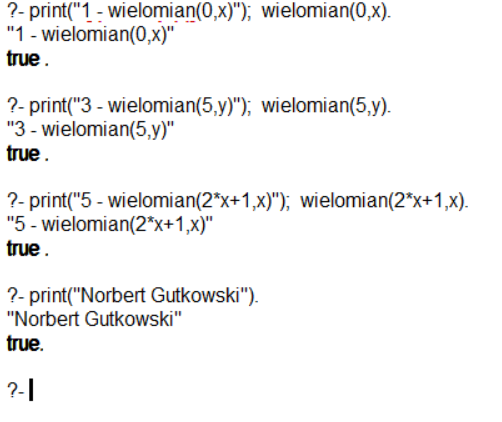 ?- print("1 - wielomian(0,x)");  wielomian(0,x).
"1 - wielomian(0,x)"
true .
?- print("3 - wielomian(5,y)");  wielomian(5,y).
"3 - wielomian(5,y)"
true .
?- print("5 - wielomian(2*x+1,x)");  wielomian(2*x+1,x).
"5 - wielomian(2*x+1,x)"
true .
?- print("Norbert Gutkowski").
"Norbert Gutkowski"
true.
?-